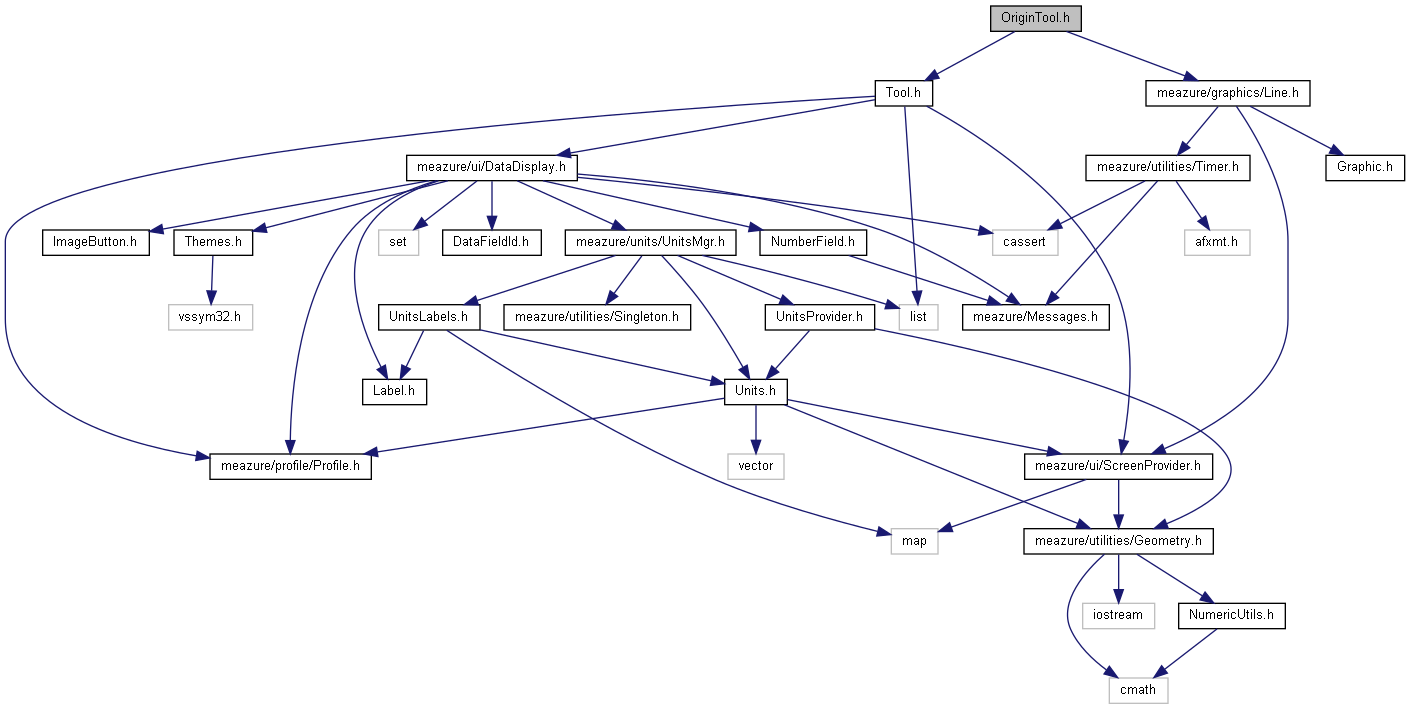 OriginTool.h
Tool.h
meazure/graphics/Line.h
meazure/ui/DataDisplay.h
meazure/utilities/Timer.h
Graphic.h
ImageButton.h
Themes.h
set
DataFieldId.h
meazure/units/UnitsMgr.h
NumberField.h
cassert
afxmt.h
vssym32.h
UnitsLabels.h
meazure/utilities/Singleton.h
UnitsProvider.h
list
meazure/Messages.h
Label.h
Units.h
meazure/profile/Profile.h
vector
meazure/ui/ScreenProvider.h
map
meazure/utilities/Geometry.h
iostream
NumericUtils.h
cmath